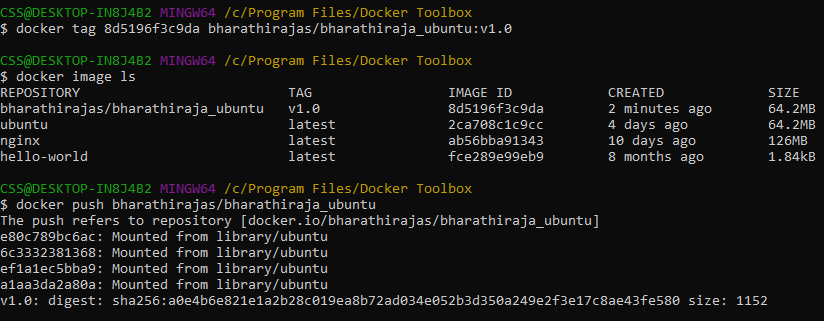 CSS@DESKTOP-IN8J4B2 MINGW64 /c/Program Files/Docker Toolbox
$ docker tag 8d5196f3c9da bharathirajas/bharathiraja_ubuntu:v1.0
CSS@DESKTOP-IN8J4B2 MINGW64 /c/Program Files/Docker Toolbox
$ docker image ls
REPOSITORY TAG IMAGE ID CREATED SIZE
bharathirajas/bharathiraja_ubuntu v1.0 8d5196f3c9da 2 minutes ago 64.2MB
ubuntu latest 2ca708c1c9cc 4 days ago 64.2MB
nginx latest ab56bba91343 10 days ago 126MB
hello-world latest fce289e99eb9 8 months ago 1.84kB
CSS@DESKTOP-IN8J4B2 MINGW64 /c/Program Files/Docker Toolbox
$ docker push bharathirajas/bharathiraja_ubuntu
The push refers to repository [docker.io/bharathirajas/bharathiraja_ubuntu]
e80c789bc6ac: Mounted from library/ubuntu
6c3332381368: Mounted from library/ubuntu
ef1a1ec5bba9: Mounted from library/ubuntu
a1aa3da2a80a: Mounted from library/ubuntu
v1.0: digest: sha256:a0e4b6e821e1a2b28c019ea8b72ad034e052b3d350a249e2f3e17c8ae43fe580 size: 1152